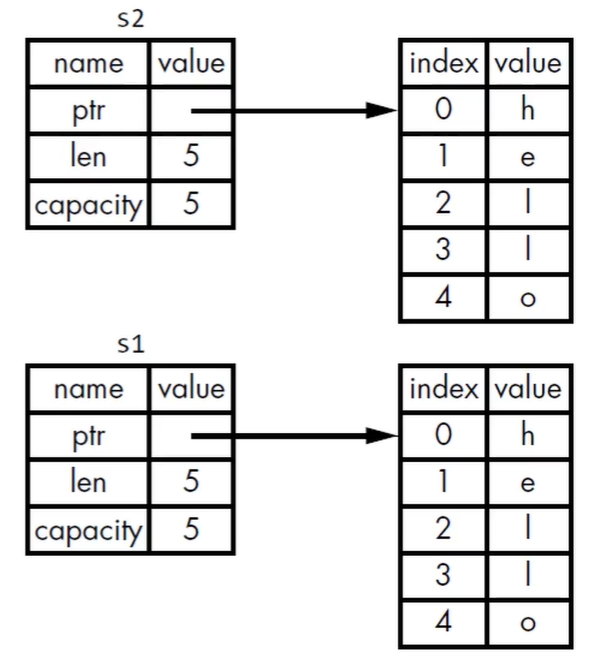 s2
name value
ptr
len 5
capacity 5
index value
0 h
1 e
2 l
3 l
4 o
s1
name value
ptr
len 5
capacity 5
index value
0 h
1 e
2 l
3 l
4 o